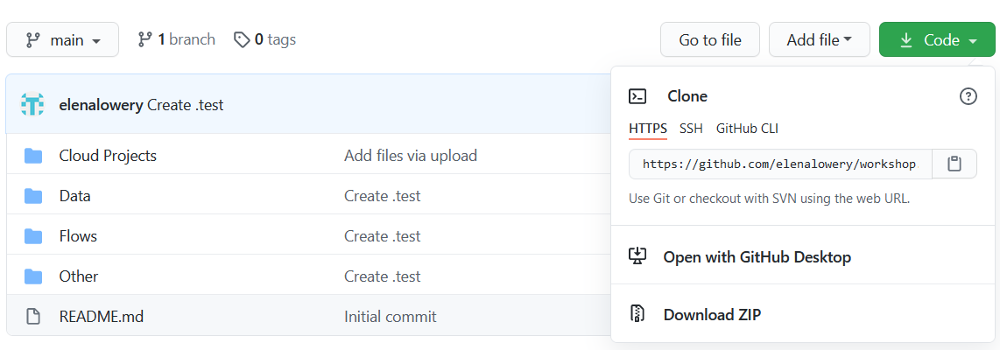 main 1 branch 0 tags Go to file Add file Code
elenalowery Create .test
Cloud Projects Add files via upload
Data Create .test
Flows Create .test
Other Create .test
README.md Initial commit
Clone
HTTPS SSH GitHub CLI
https://github.com/elenalowery/workshop
Use Git or checkout with SVN using the web URL.
Open with GitHub Desktop
Download ZIP